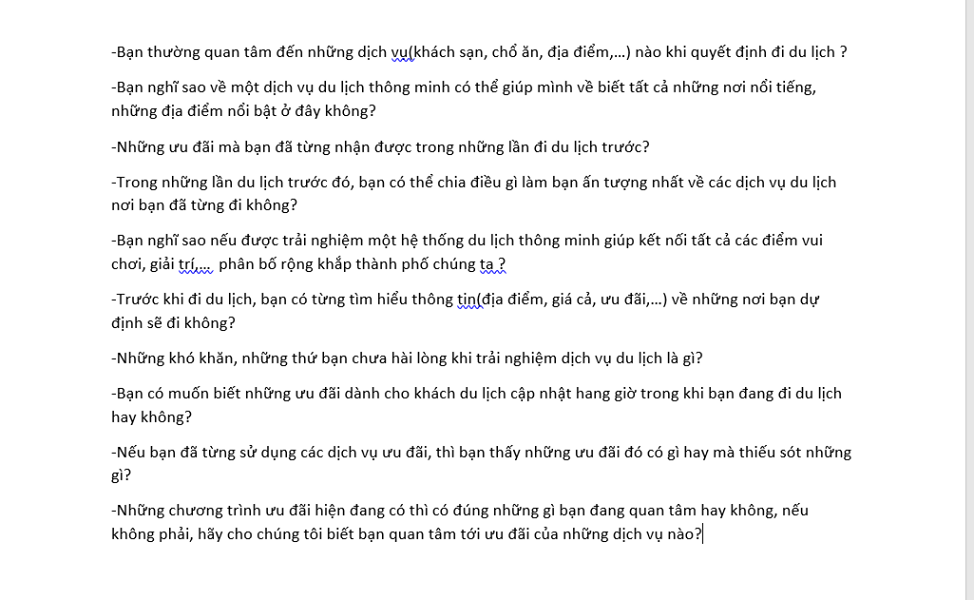 -Bạn thường quan tâm đến những dịch vụ(khách sạn, chổ ăn, địa điểm,...) nào khi quyết định đi du lịch ?
-Bạn nghĩ sao về một dịch vụ du lịch thông minh có thể giúp mình về biết tất cả những nơi nổi tiếng,
những địa điểm nổi bật ở đây không?
-Những ưu đãi mà bạn đã từng nhận được trong những lần đi du lịch trước?
-Trong những lần du lịch trước đó, bạn có thể chia điều gì làm bạn ấn tượng nhất về các dịch vụ du lịch
nơi bạn đã từng đi không?
-Bạn nghĩ sao nếu được trải nghiệm một hệ thống du lịch thông minh giúp kết nối tất cả các điểm vui
chơi, giải trí,... phân bố rộng khắp thành phố chúng ta ?
-Trước khi đi du lịch, bạn có từng tìm hiểu thông tin(địa điểm, giá cả, ưu đãi,...) về những nơi bạn dự
định sẽ đi không?
-Những khó khăn, những thứ bạn chưa hài lòng khi trải nghiệm dịch vụ du lịch là gì?
-Bạn có muốn biết những ưu đãi dành cho khách du lịch cập nhật hang giờ trong khi bạn đang đi du lịch
hay không?
-Nếu bạn đã từng sử dụng các dịch vụ ưu đãi, thì bạn thấy những ưu đãi đó có gì hay mà thiếu sót những
gì?
-Những chương trình ưu đãi hiện đang có thì có đúng những gì bạn đang quan tâm hay không, nếu
không phải, hãy cho chúng tôi biết bạn quan tâm tới ưu đãi của những dịch vụ nào?